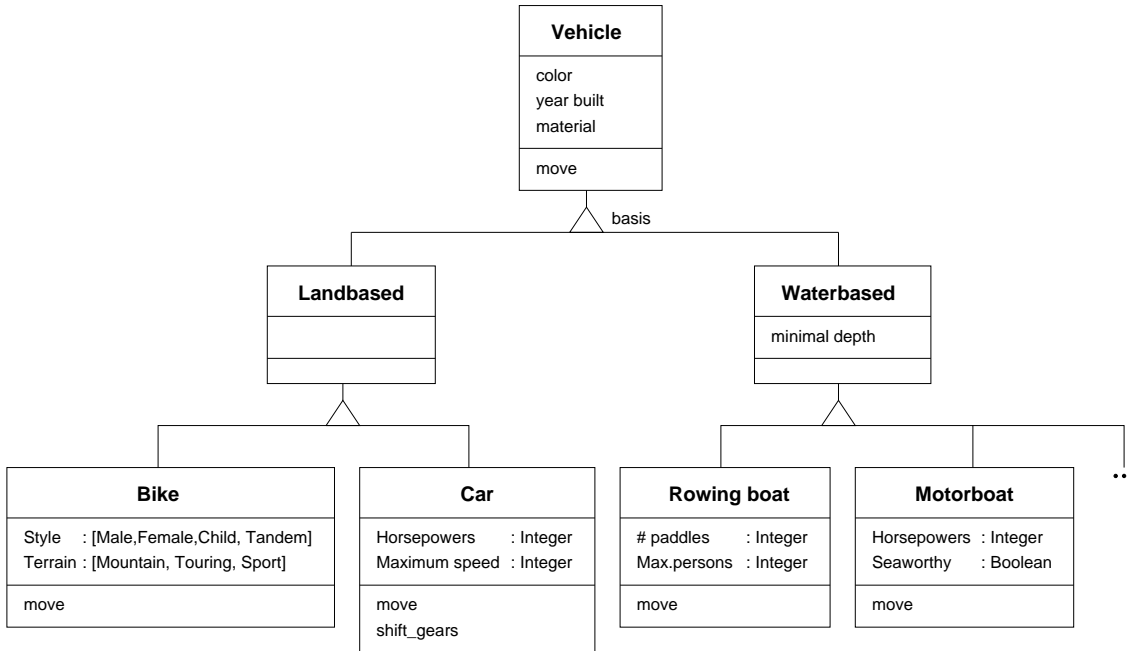 Vehicle
color
year built
material
move
basis
Landbased
Waterbased
minimal depth
Bike
Style : [Male,Female,Child, Tandem]
Terrain : [Mountain, Touring, Sport]
move
Car
Horsepowers : Integer
Maximum speed : Integer
move
shift_gears
Rowing boat
# paddles : Integer
Max.persons : Integer
move
Motorboat
Horsepowers : Integer
Seaworthy : Boolean
move
..